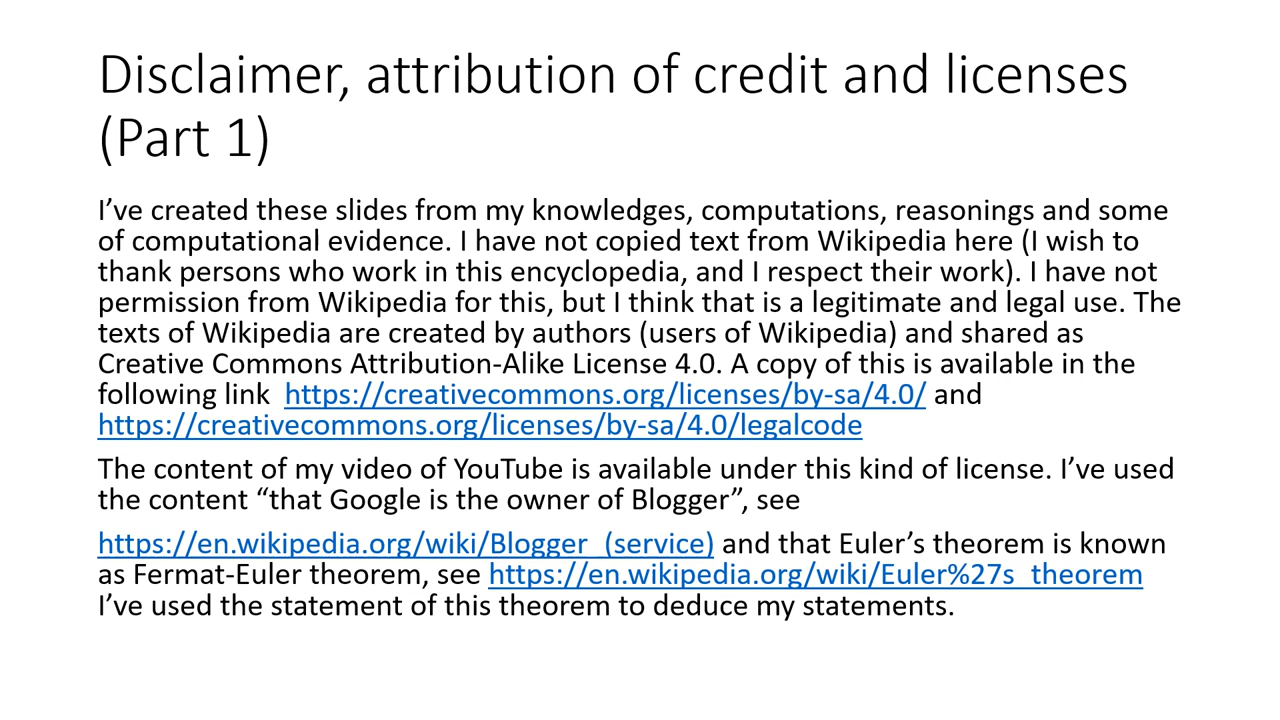 Disclaimer, attribution of credit and licenses
(Part 1)
I’ve created these slides from my knowledges, computations, reasonings and some
of computational evidence. I have not copied text from Wikipedia here (I wish to
thank persons who work in this encyclopedia, and I respect their work). I have not
permission from Wikipedia for this, but I think that is a legitimate and legal use. The
texts of Wikipedia are created by authors (users of Wikipedia) and shared as
Creative Commons Attribution-Alike License 4.0. A copy of this is available in the
following link  https://creativecommons.org/licenses/by-sa/4.0/ and
https://creativecommons.org/licenses/by-sa/4.0/legalcode
The content of my video of YouTube is available under this kind of license. I’ve used
the content “that Google is the owner of Blogger”, see
https://en.wikipedia.org/wiki/Blogger_(service) and that Euler’s theorem is known
as Fermat-Euler theorem, see https://en.wikipedia.org/wiki/Euler%27s_theorem
I’ve used the statement of this theorem to deduce my statements.